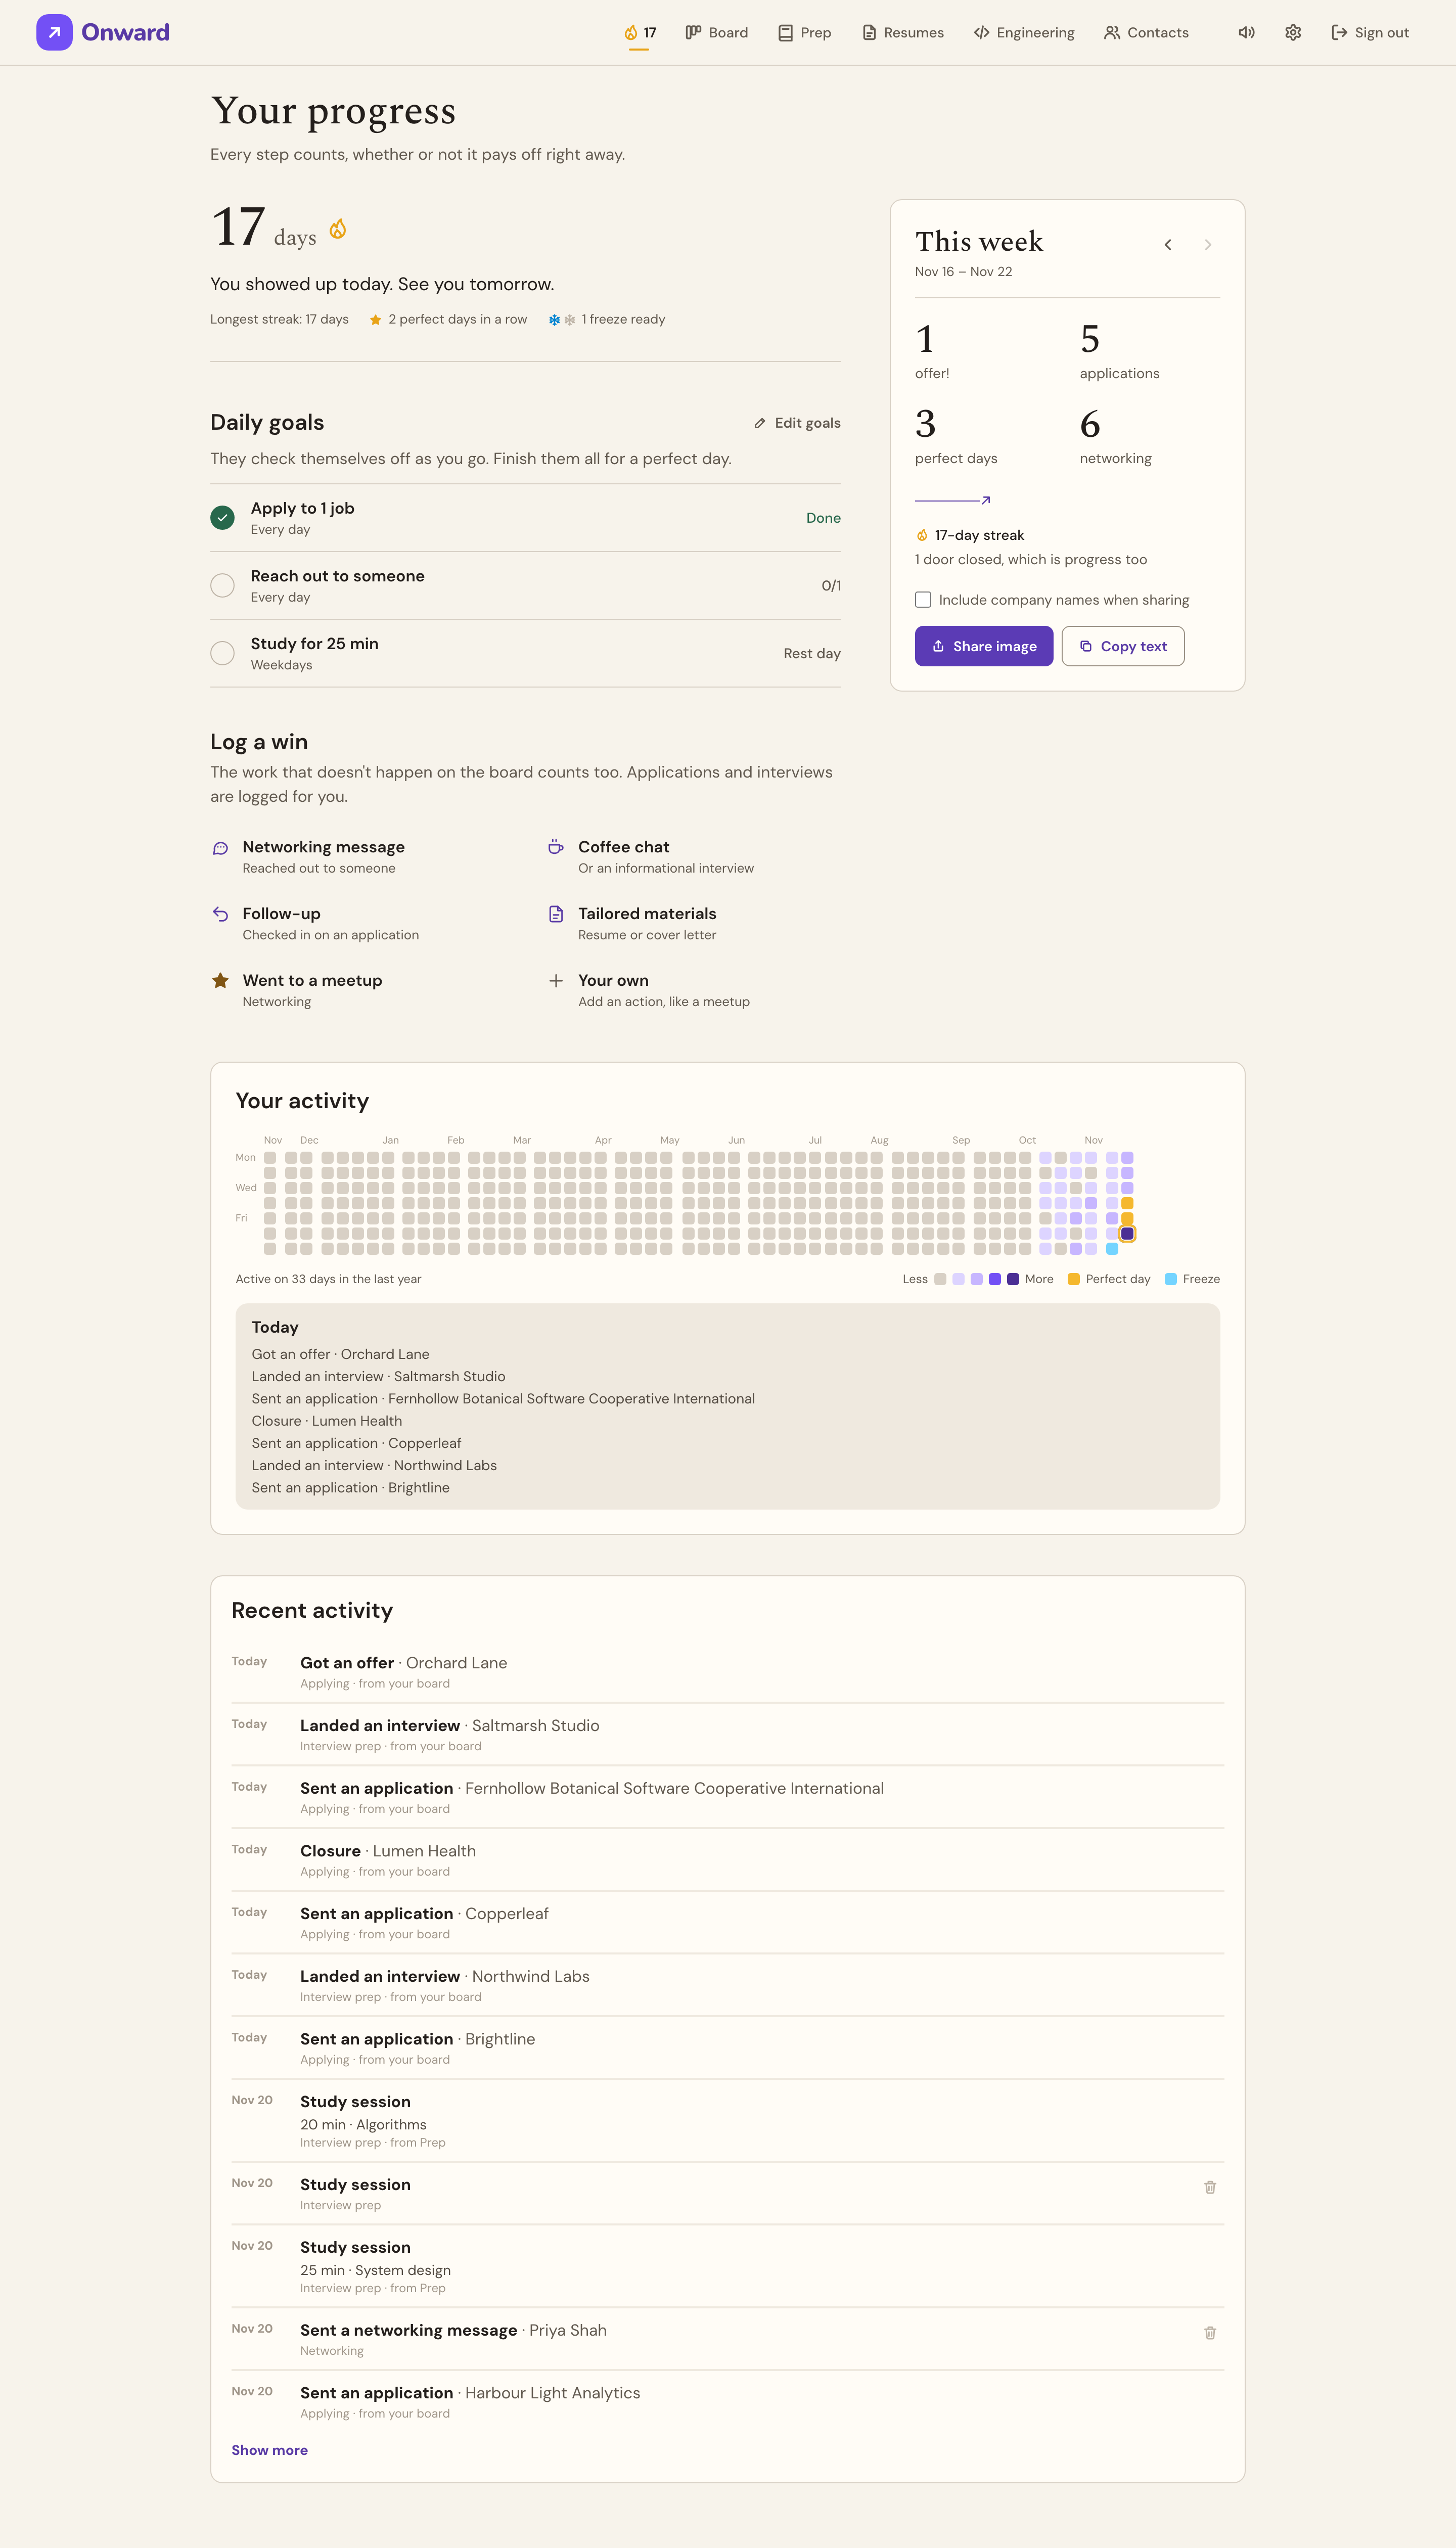 Onward
17
Board
Prep
Resumes
Engineering
Contacts
Sign out
Your progress
Every step counts, whether or not it pays off right away.
17 days
You showed up today. See you tomorrow.
Longest streak: 17 days
2 perfect days in a row
1 freeze ready
Daily goals
Edit goals
They check themselves off as you go. Finish them all for a perfect day.
Apply to 1 job
Every day
Done
Reach out to someone
Every day
0/1
Study for 25 min
Weekdays
Rest day
This week
Nov 16 – Nov 22
1
offer!
5
applications
3
perfect days
6
networking
17-day streak
1 door closed, which is progress too
Include company names when sharing
Share image
Copy text
Log a win
The work that doesn't happen on the board counts too. Applications and interviews
are logged for you.
Networking message
Reached out to someone
Coffee chat
Or an informational interview
Follow-up
Checked in on an application
Tailored materials
Resume or cover letter
Went to a meetup
Networking
Your own
Add an action, like a meetup
Your activity
Nov Dec Jan Feb Mar Apr May Jun Jul Aug Sep Oct Nov
Mon
Wed
Fri
Active on 33 days in the last year
Less
More
Perfect day
Freeze
Today
Got an offer · Orchard Lane
Landed an interview · Saltmarsh Studio
Sent an application · Fernhollow Botanical Software Cooperative International
Closure · Lumen Health
Sent an application · Copperleaf
Landed an interview · Northwind Labs
Sent an application · Brightline
Recent activity
Today
Got an offer · Orchard Lane
Applying · from your board
Today
Landed an interview · Saltmarsh Studio
Interview prep · from your board
Today
Sent an application · Fernhollow Botanical Software Cooperative International
Applying · from your board
Today
Closure · Lumen Health
Applying · from your board
Today
Sent an application · Copperleaf
Applying · from your board
Today
Landed an interview · Northwind Labs
Interview prep · from your board
Today
Sent an application · Brightline
Applying · from your board
Nov 20
Study session
20 min · Algorithms
Interview prep · from Prep
Nov 20
Study session
Interview prep
Nov 20
Study session
25 min · System design
Interview prep · from Prep
Nov 20
Sent a networking message · Priya Shah
Networking
Nov 20
Sent an application · Harbour Light Analytics
Applying · from your board
Show more